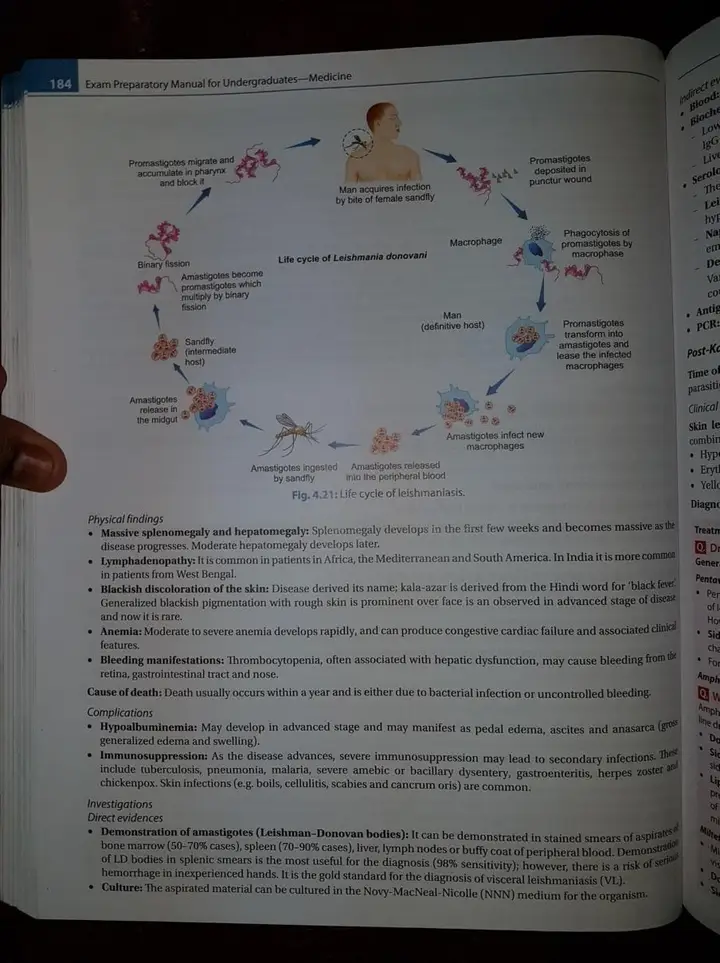 184 Exam Preparatory Manual for Undergraduates—Medicine
Promastigotes migrate and
accumulate in pharynx
and block it
Man acquires infection
by bite of female sandfly
Promastigotes
deposited in
punctur wound
Macrophage
Phagocytosis of
promastigotes by
macrophage
Binary fission
Life cycle of Leishmania donovani
Amastigotes become
promastigotes which
multiply by binary
fission
Man
(definitive host)
Promastigotes
transform into
amastigotes and
lease the infected
macrophages
Sandfly
(intermediate
host)
Amastigotes
release in
the midgut
Amastigotes infect new
macrophages
Amastigotes ingested
by sandfly
Amastigotes released
into the peripheral blood
Fig. 4.21: Life cycle of leishmaniasis.
Physical findings
• Massive splenomegaly and hepatomegaly: Splenomegaly develops in the first few weeks and becomes massive as the
disease progresses. Moderate hepatomegaly develops later.
• Lymphadenopathy: It is common in patients in Africa, the Mediterranean and South America. In India it is more common
in patients from West Bengal.
• Blackish discoloration of the skin: Disease derived its name; kala-azar is derived from the Hindi word for 'black fever.'
Generalized blackish pigmentation with rough skin is prominent over face is an observed in advanced stage of disease
and now it is rare.
• Anemia: Moderate to severe anemia develops rapidly, and can produce congestive cardiac failure and associated clinical
features.
• Bleeding manifestations: Thrombocytopenia, often associated with hepatic dysfunction, may cause bleeding from the
retina, gastrointestinal tract and nose.
Cause of death: Death usually occurs within a year and is either due to bacterial infection or uncontrolled bleeding.
Complications
• Hypoalbuminemia: May develop in advanced stage and may manifest as pedal edema, ascites and anasarca (gross
generalized edema and swelling).
• Immunosuppression: As the disease advances, severe immunosuppression may lead to secondary infections. These
include tuberculosis, pneumonia, malaria, severe amebic or bacillary dysentery, gastroenteritis, herpes zoster and
chickenpox. Skin infections (e.g. boils, cellulitis, scabies and cancrum oris) are common.
Investigations
Direct evidences
• Demonstration of amastigotes (Leishman–Donovan bodies): It can be demonstrated in stained smears of aspirates of
bone marrow (50-70% cases), spleen (70-90% cases), liver, lymph nodes or buffy coat of peripheral blood. Demonstration
of LD bodies in splenic smears is the most useful for the diagnosis (98% sensitivity); however, there is a risk of serious
hemorrhage in inexperienced hands. It is the gold standard for the diagnosis of visceral leishmaniasis (VL).
• Culture: The aspirated material can be cultured in the Novy-MacNeal-Nicolle (NNN) medium for the organism.
Indirect
• Blood:
Low
IgG
The
• PCR:
Time of
Clinical
• Yell